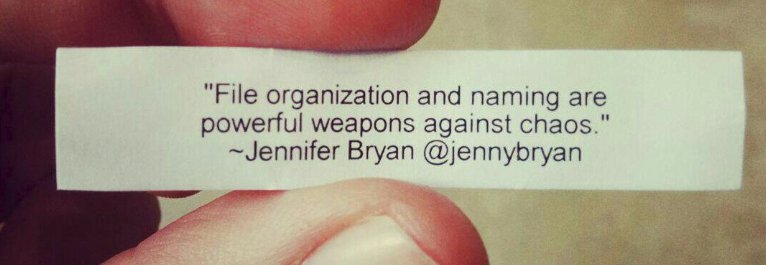 "File organization and naming are
powerful weapons against chaos."
~Jennifer Bryan @jennybryan